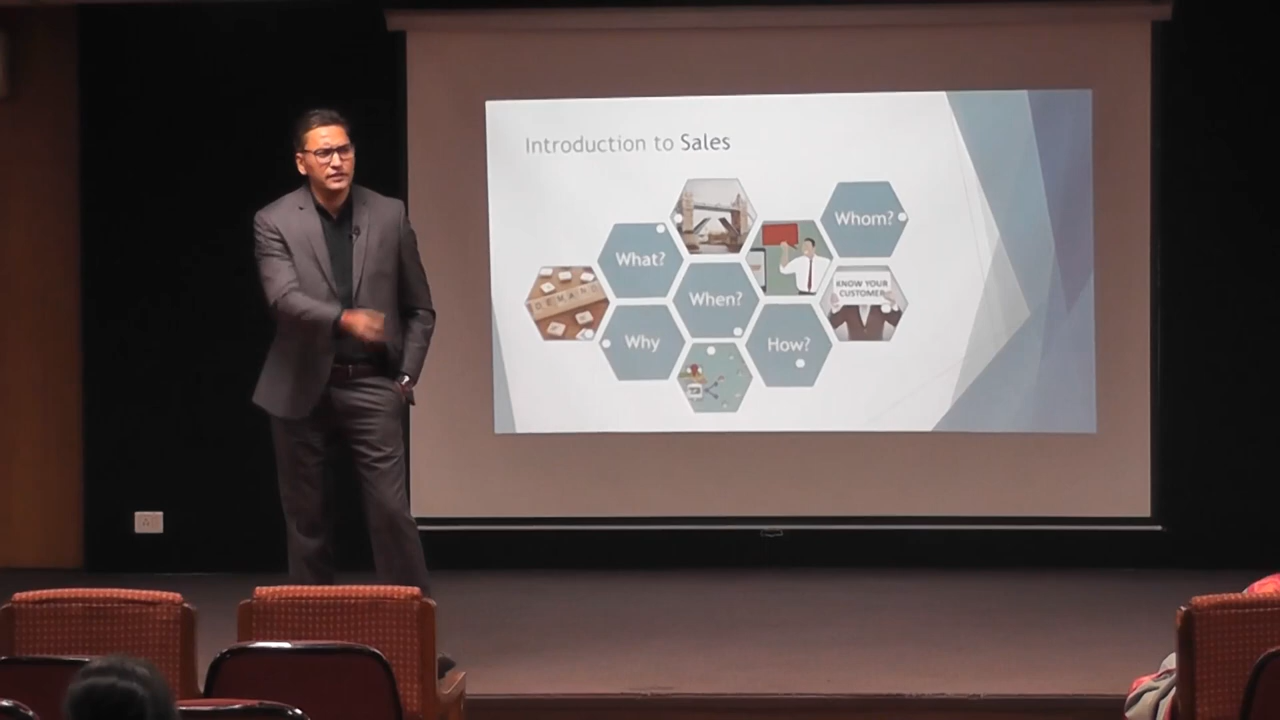 Introduction to Sales
Whom?
What?
DEMAND
When?
KNOW YOUR
CUSTOMER
Why
How?